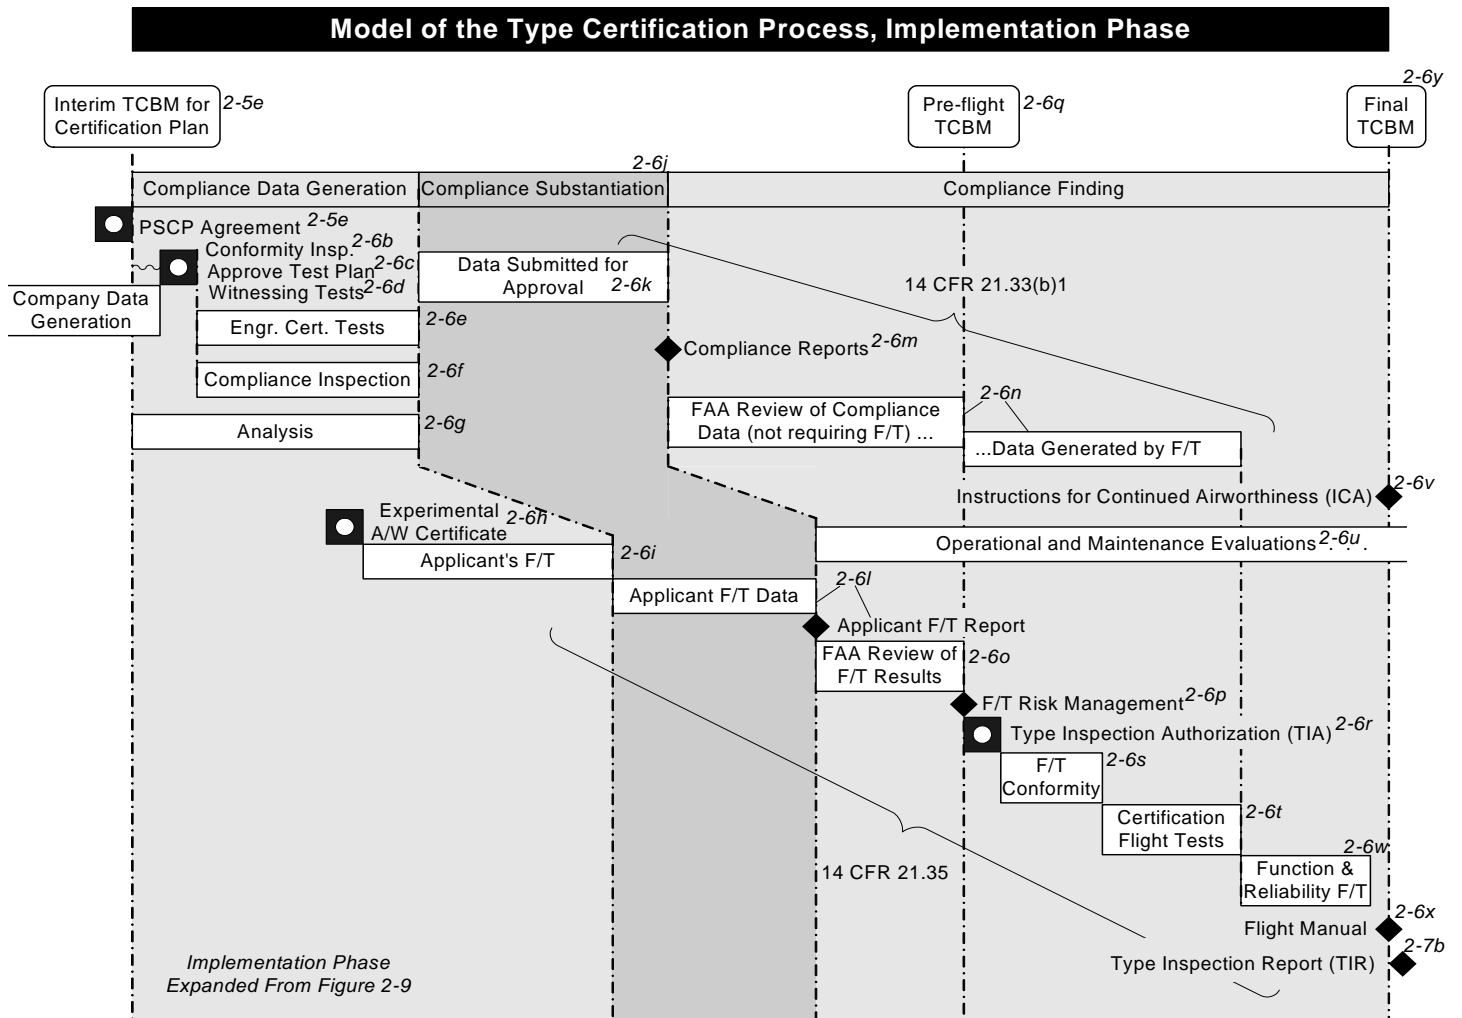 Model of the Type Certification Process, Implementation Phase
2-6y
Interim TCBM for
Certification Plan
2-5e
Pre-flight
TCBM
2-6q
Final
TCBM
2-6j
Compliance Data Generation
Compliance Substantiation
Compliance Finding
PSCP Agreement 2-5e
Conformity Insp. 2-6b
Approve Test Plan 2-6c
Witnessing Tests 2-6d
Company Data
Generation
Data Submitted for
Approval 2-6k
14 CFR 21.33(b)1
Engr. Cert. Tests 2-6e
Compliance Reports 2-6m
Compliance Inspection 2-6f
2-6n
FAA Review of Compliance
Data (not requiring F/T) ...
Analysis 2-6g
...Data Generated by F/T
Instructions for Continued Airworthiness (ICA) 2-6v
Experimental
A/W Certificate
2-6h
Operational and Maintenance Evaluations . . . 2-6u
Applicant's F/T 2-6i
Applicant F/T Data
2-6l
Applicant F/T Report
FAA Review of
F/T Results
2-6o
F/T Risk Management 2-6p
Type Inspection Authorization (TIA) 2-6r
F/T
Conformity
2-6s
Certification
Flight Tests
2-6t
2-6w
Function &
Reliability F/T
14 CFR 21.35
2-6x
Flight Manual
2-7b
Type Inspection Report (TIR)
Implementation Phase
Expanded From Figure 2-9